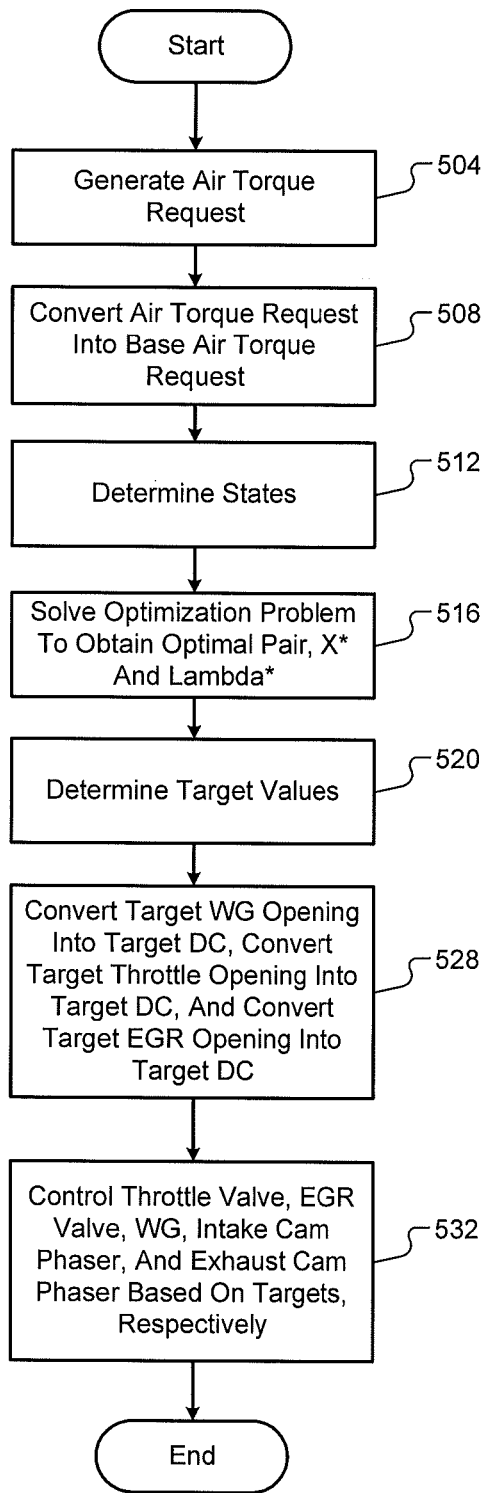 Start
Generate Air Torque
Request
504
Convert Air Torque Request
Into Base Air Torque
Request
508
Determine States
512
Solve Optimization Problem
To Obtain Optimal Pair, X*
And Lambda*
516
Determine Target Values
520
Convert Target WG Opening
Into Target DC, Convert
Target Throttle Opening Into
Target DC, And Convert
Target EGR Opening Into
Target DC
528
Control Throttle Valve, EGR
Valve, WG, Intake Cam
Phaser, And Exhaust Cam
Phaser Based On Targets,
Respectively
532
End